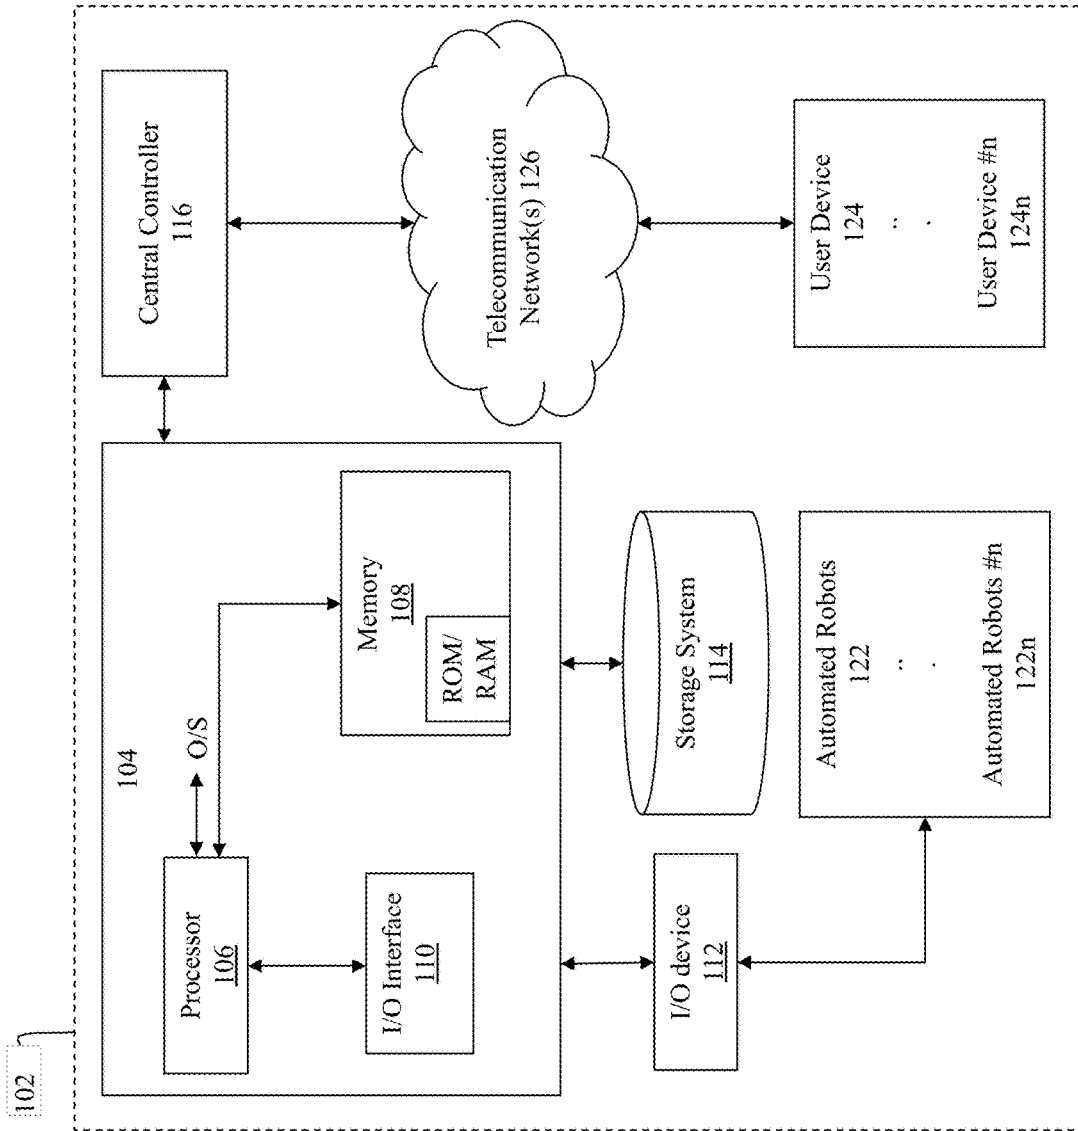 102
104
Processor
106
O/S
Memory
108
ROM/
RAM
I/O Interface
110
Central Controller
116
I/O device
112
Storage System
114
Telecommunication
Network(s) 126
Automated Robots
122
..
.
Automated Robots #n
122n
User Device
124
..
.
User Device #n
124n